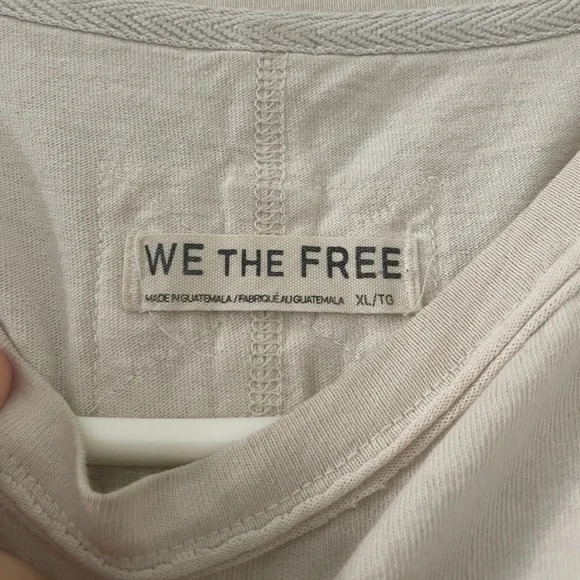 WE THE FREE
MADE IN GUATEMALA / FABRIQUÉ AU GUATEMALA XL/TG